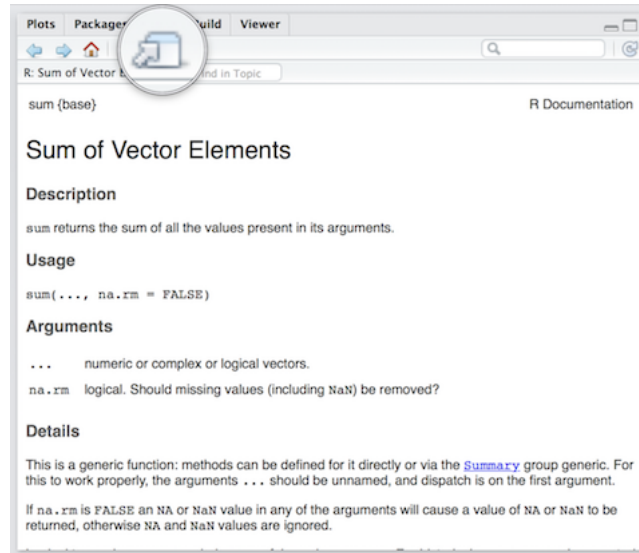 Plots Viewer
R: Sum of Vector in Topic
sum {base} R Documentation
Sum of Vector Elements
Description
sum returns the sum of all the values present in its arguments.
Usage
sum(..., na.rm = FALSE)
Arguments
... numeric or complex or logical vectors.
na.rm logical. Should missing values (including NaN) be removed?
Details
This is a generic function: methods can be defined for it directly or via the Summary group generic. For
this to work properly, the arguments ... should be unnamed, and dispatch is on the first argument.
If na.rm is FALSE an NA or NaN value in any of the arguments will cause a value of NA or NaN to be
returned, otherwise NA and NaN values are ignored.